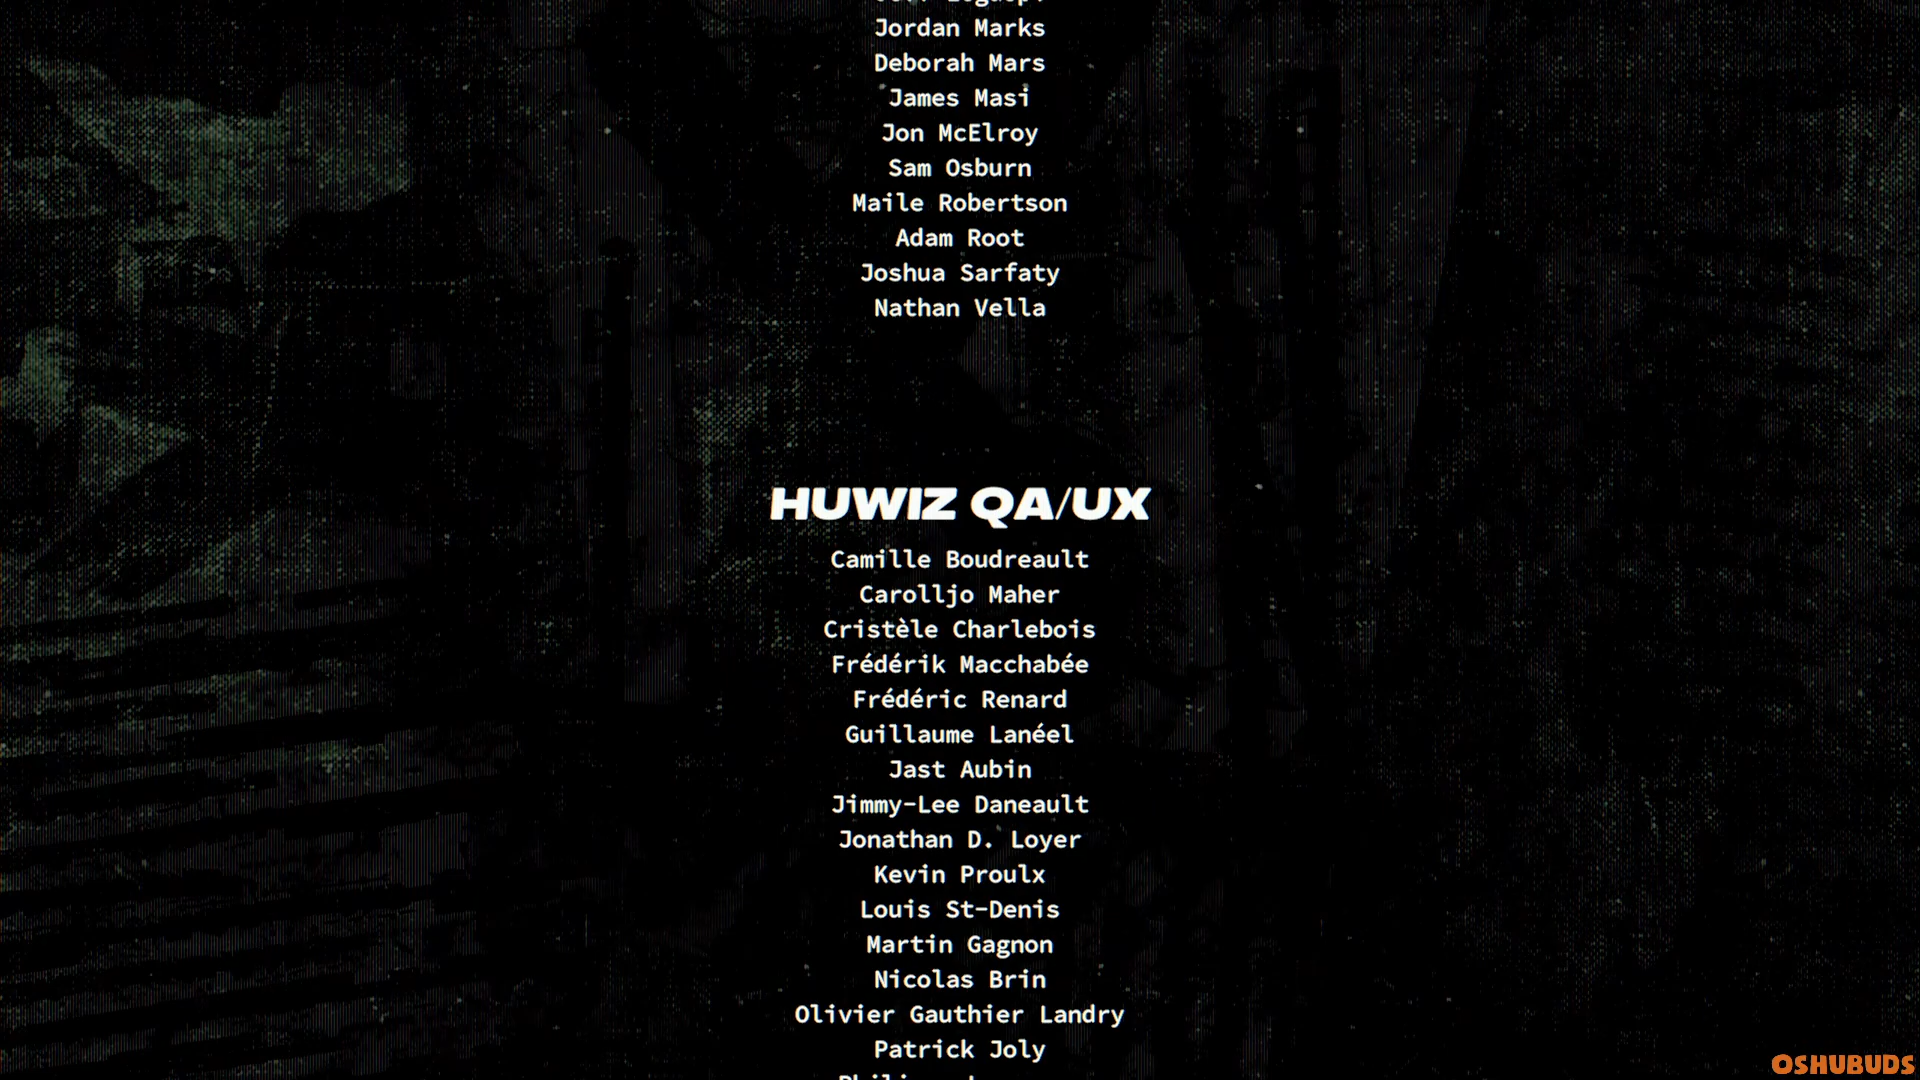 Jordan Marks
Deborah Mars
James Masi
Jon McElroy
Sam Osburn
Maile Robertson
Adam Root
Joshua Sarfaty
Nathan Vella
HUWIZ QA/UX
Camille Boudreault
Carolljo Maher
Cristèle Charlebois
Frédérik Macchabée
Frédéric Renard
Guillaume Lanéel
Jast Aubin
Jimmy-Lee Daneault
Jonathan D. Loyer
Kevin Proulx
Louis St-Denis
Martin Gagnon
Nicolas Brin
Olivier Gauthier Landry
Patrick Joly
OSHUBUDS